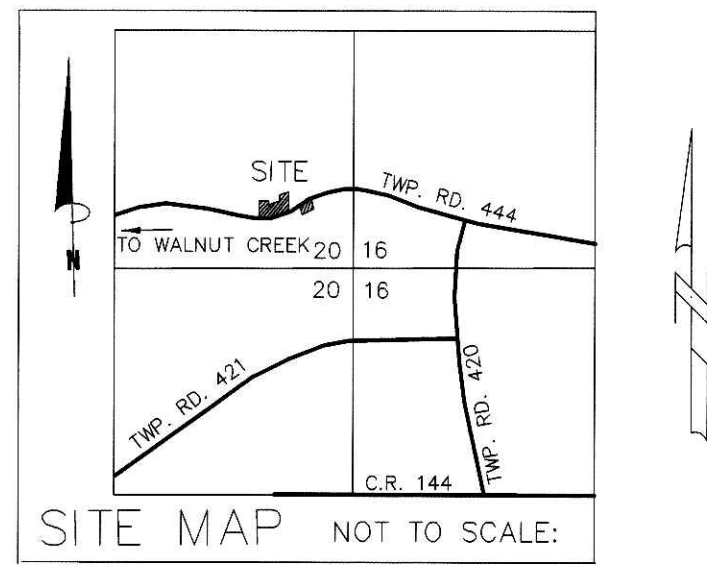 SITE
TWP. RD. 444
TO WALNUT CREEK 20 16
N
20 16
TWP. RD. 421
TWP. RD. 420
C.R. 144
SITE MAP NOT TO SCALE: